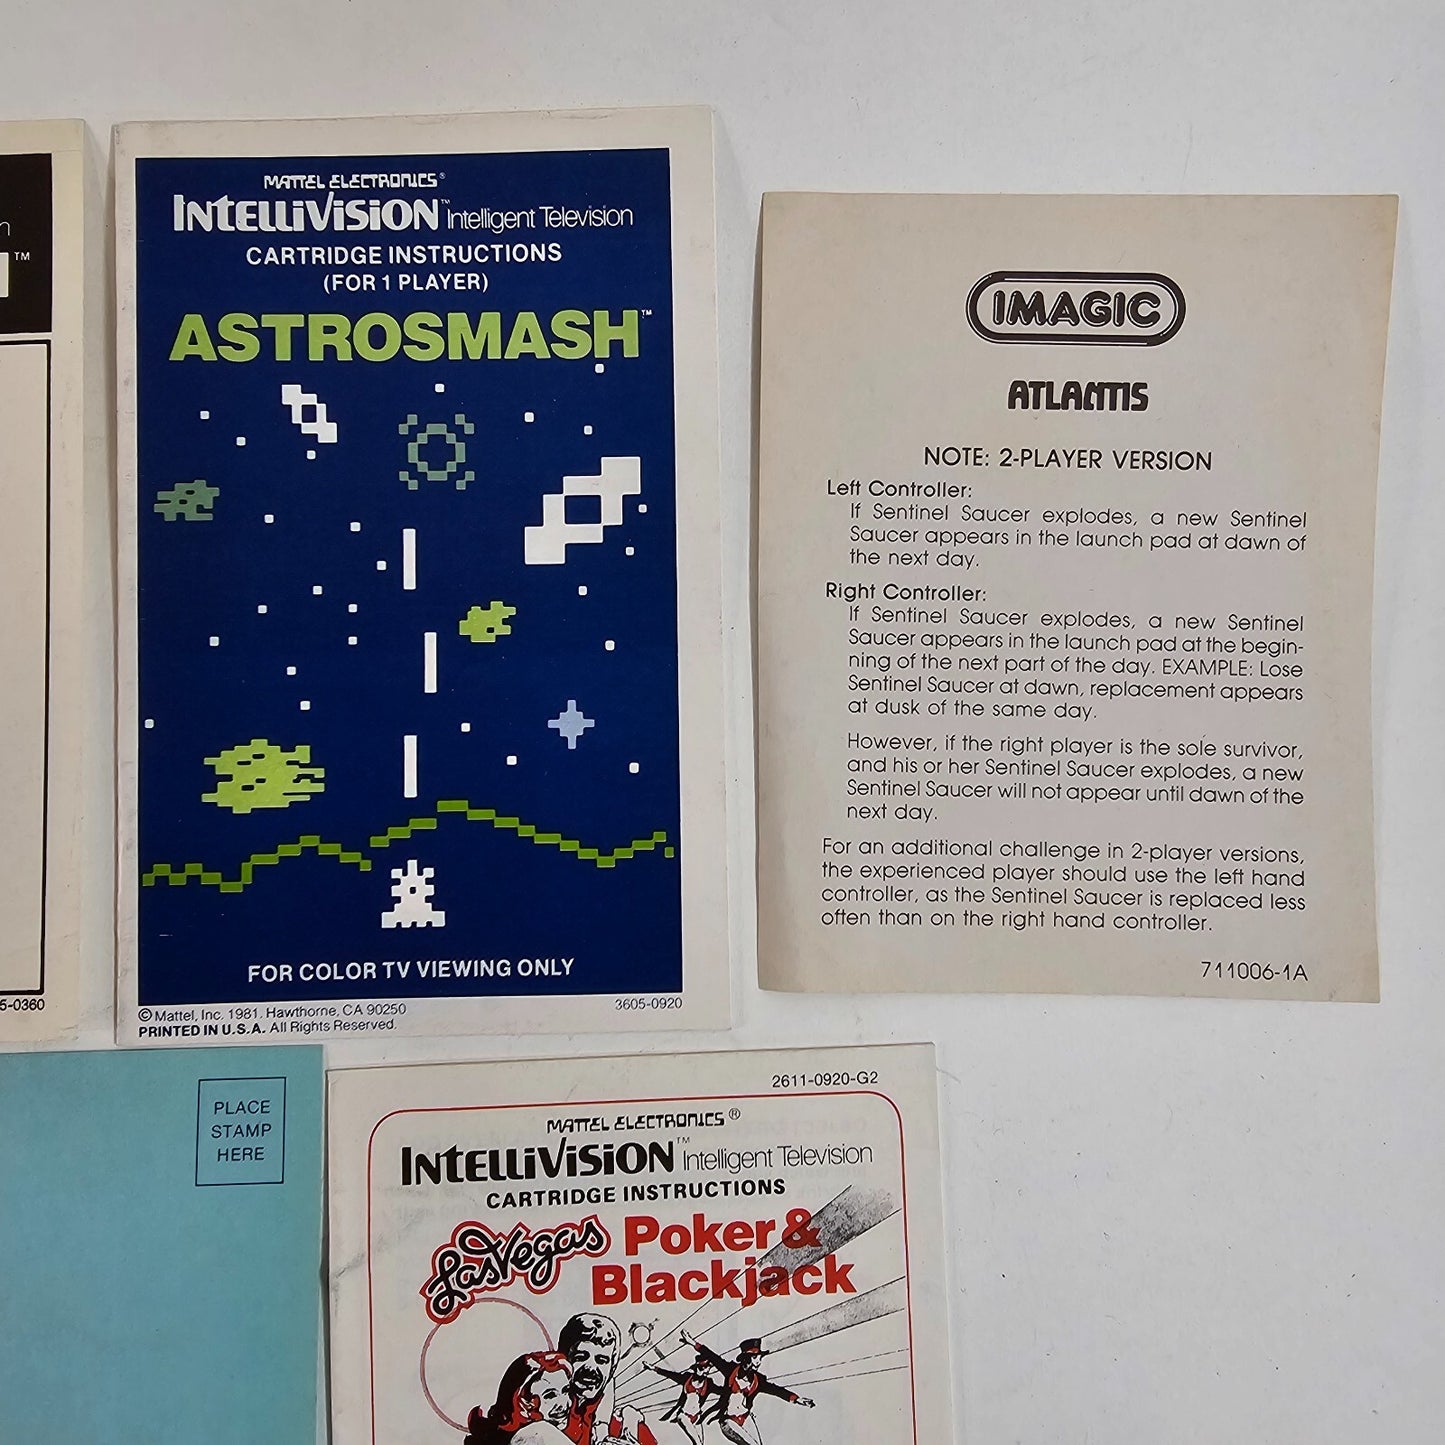 n
™
5-0360
MATTEL ELECTRONICS®
INTELLIVISION™ Intelligent Television
CARTRIDGE INSTRUCTIONS
(FOR 1 PLAYER)
ASTROSMASH™
FOR COLOR TV VIEWING ONLY
© Mattel, Inc. 1981. Hawthorne, CA 90250
3605-0920
PRINTED IN U.S.A. All Rights Reserved.
IMAGIC
ATLANTIS
NOTE: 2-PLAYER VERSION
Left Controller:
If Sentinel Saucer explodes, a new Sentinel
Saucer appears in the launch pad at dawn of
the next day.
Right Controller:
If Sentinel Saucer explodes, a new Sentinel
Saucer appears in the launch pad at the begin-
ning of the next part of the day. EXAMPLE: Lose
Sentinel Saucer at dawn, replacement appears
at dusk of the same day.
However, if the right player is the sole survivor,
and his or her Sentinel Saucer explodes, a new
Sentinel Saucer will not appear until dawn of the
next day.
For an additional challenge in 2-player versions,
the experienced player should use the left hand
controller, as the Sentinel Saucer is replaced less
often than on the right hand controller.
711006-1A
PLACE
STAMP
HERE
2611-0920-G2
MATTEL ELECTRONICS®
INTELLIVISION™ Intelligent Television
CARTRIDGE INSTRUCTIONS
Las Vegas Poker &
Blackjack